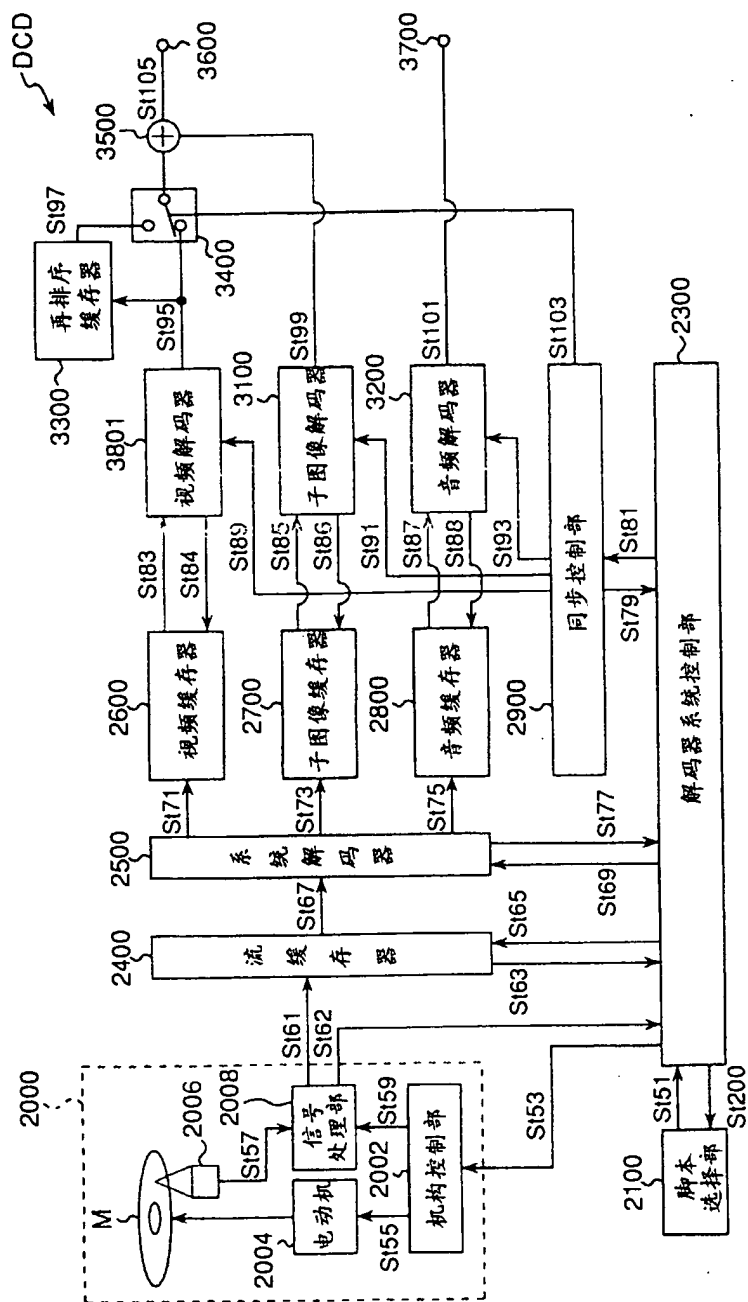 DCD
3600
St105
3500
3700
St97
再排序
缓存器
3300
3400
St95
St99
St101
St103
2300
3801
视频解码器
3100
子图像解码器
3200
音频解码器
St83
St84
St89
St85
St86
St91
St87
St88
St93
St81
St79
同步控制部
2900
2600
视频缓存器
2700
子图像缓存器
2800
音频缓存器
St71
St73
St75
St77
St69
2500
系统解码器
St67
2400
流缓存器
St65
St63
St61
St62
解码器系统控制部
2000
2006
2008
信号
处理部
St57
M
2004
电动机
St59
2002
机构控制部
St55
St53
St51
St200
2100
脚本
选择部